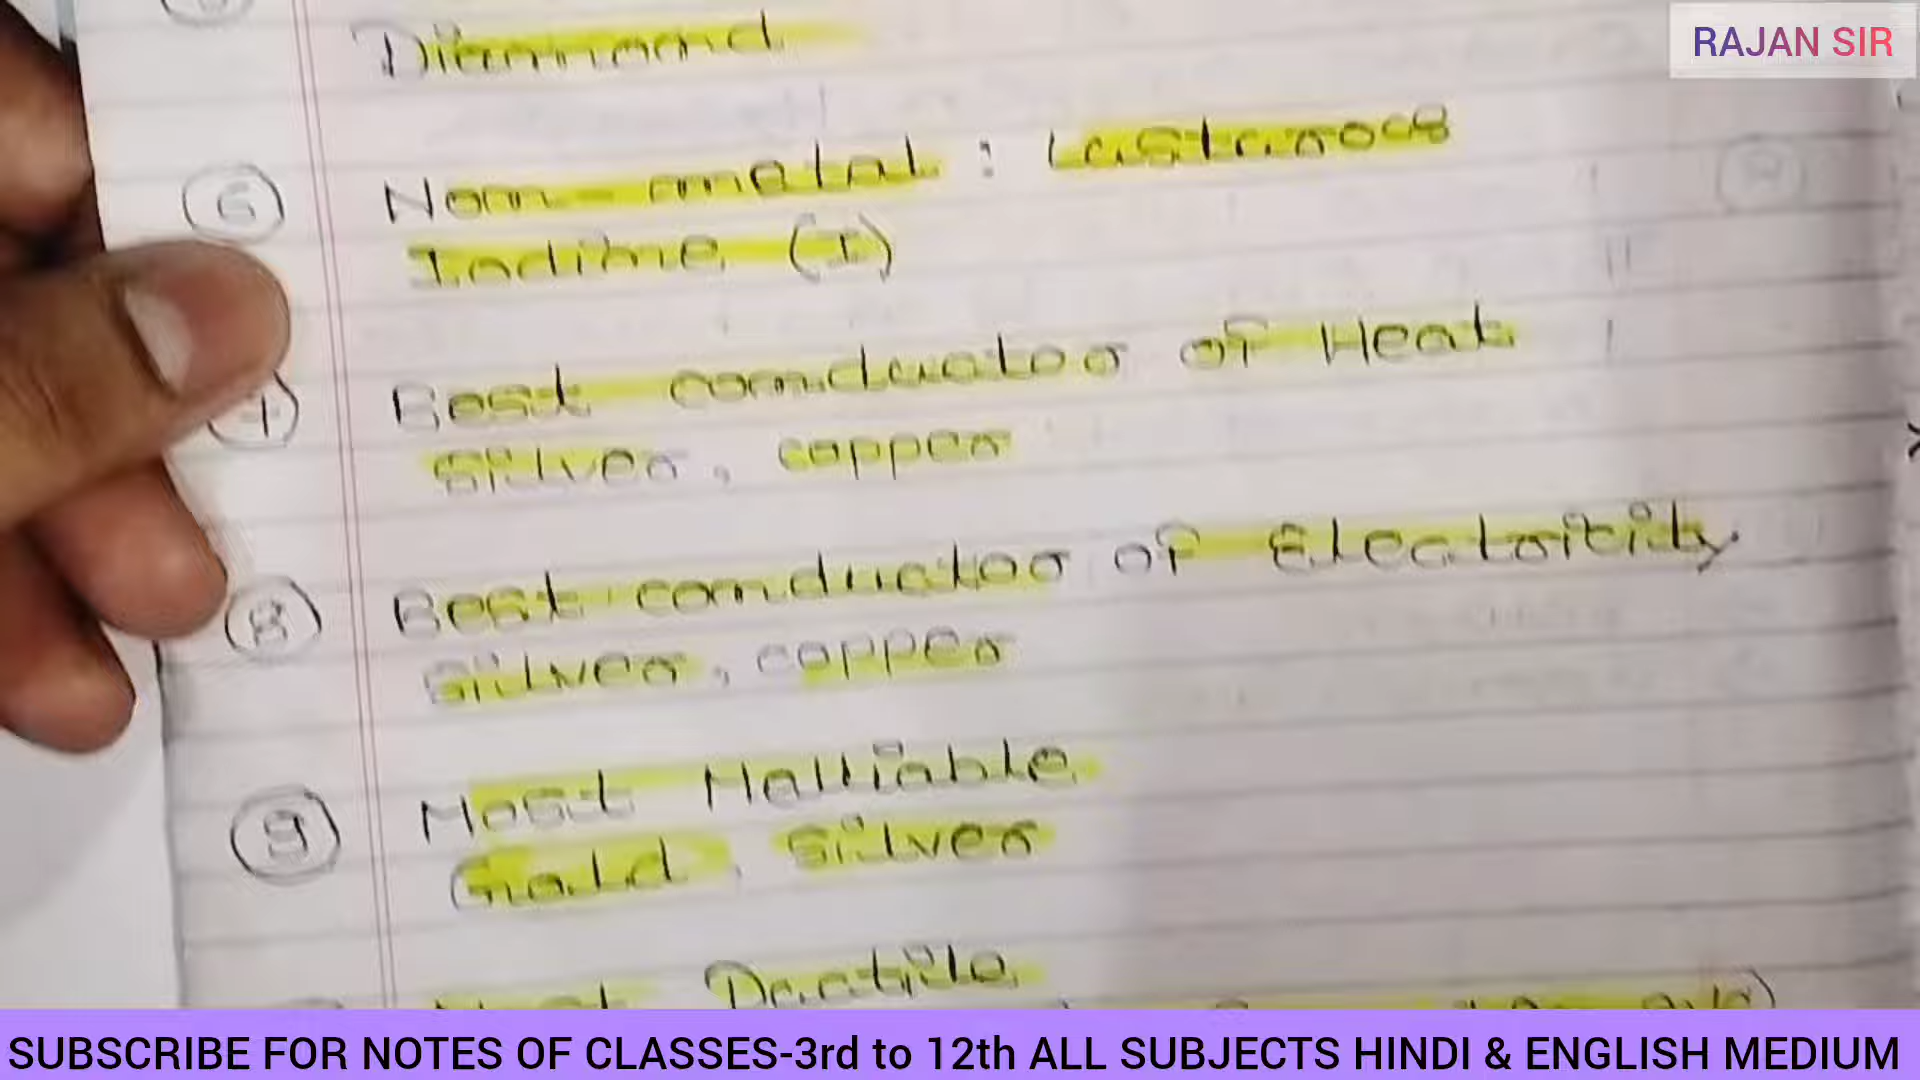 RAJAN SIR
Diamond
6 Non-metal : Lustrous
Iodine (I)
7 Best conductor of Heat
Silver, copper
8 Best conductor of Electricity
Silver, copper
9 Most Malliable
Gold, Silver
Ductile
SUBSCRIBE FOR NOTES OF CLASSES-3rd to 12th ALL SUBJECTS HINDI & ENGLISH MEDIUM